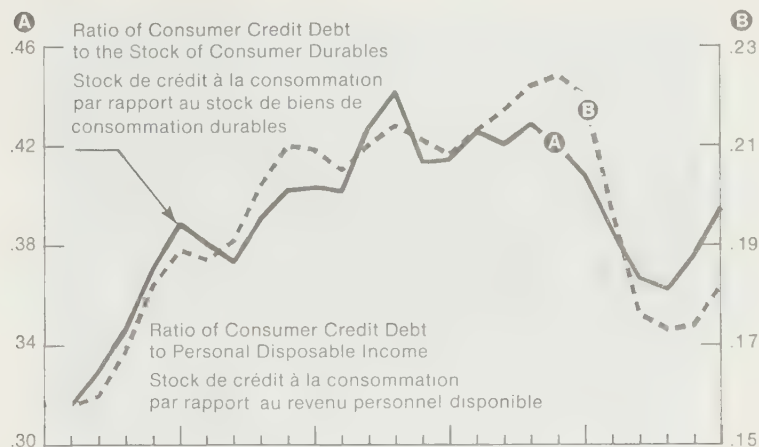 A
B
Ratio of Consumer Credit Debt
to the Stock of Consumer Durables
Stock de crédit à la consommation
par rapport au stock de biens de
consommation durables
.46
.42
.38
.34
.30
.23
.21
.19
.17
.15
B
A
Ratio of Consumer Credit Debt
to Personal Disposable Income
Stock de crédit à la consommation
par rapport au revenu personnel disponible